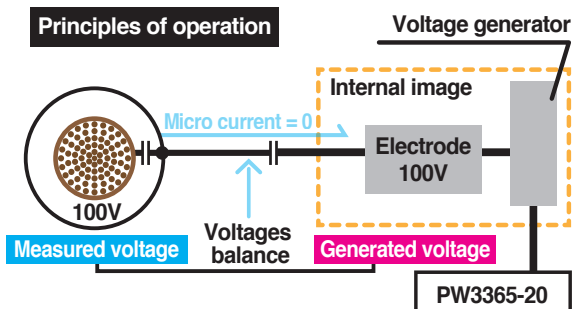 Principles of operation
Voltage generator
Internal image
Micro current = 0
Electrode
100V
100V
Voltages
balance
Measured voltage
Generated voltage
PW3365-20